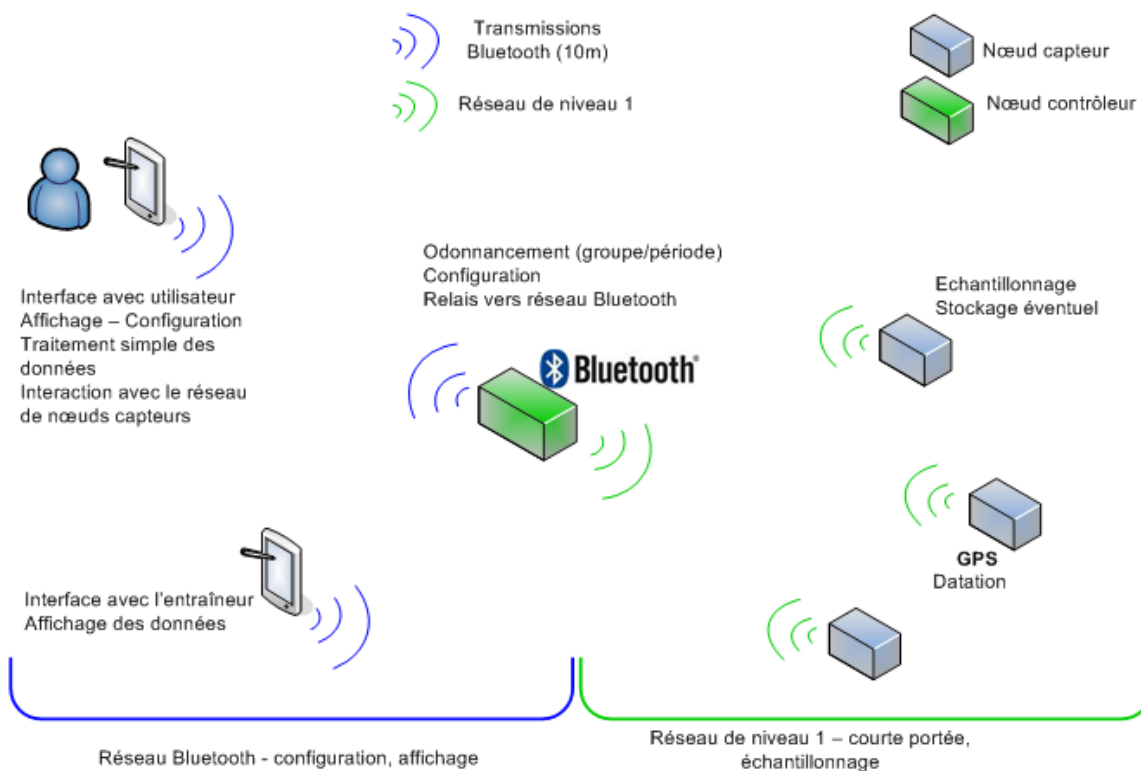 Transmissions
Bluetooth (10m)
Réseau de niveau 1
Nœud capteur
Nœud contrôleur
Interface avec utilisateur
Affichage – Configuration
Traitement simple des
données
Interaction avec le réseau
de nœuds capteurs
Odonnancement (groupe/période)
Configuration
Relais vers réseau Bluetooth
Bluetooth®
Echantillonnage
Stockage éventuel
GPS
Datation
Interface avec l'entraîneur
Affichage des données
Réseau Bluetooth - configuration, affichage
Réseau de niveau 1 – courte portée,
échantillonnage